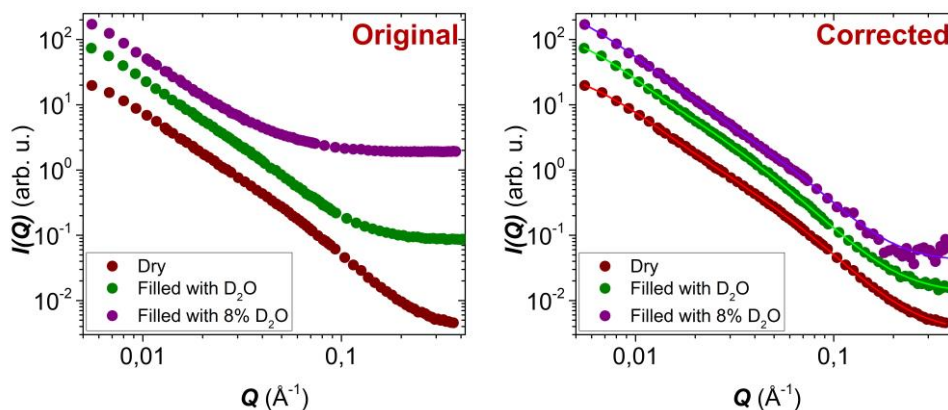 Original
10²
10¹
10⁰
10⁻¹
10⁻²
I(Q) (arb. u.)
Dry
Filled with D₂O
Filled with 8% D₂O
0,01
0,1
Q (Å⁻¹)
Corrected
10²
10¹
10⁰
10⁻¹
10⁻²
I(Q) (arb. u.)
Dry
Filled with D₂O
Filled with 8% D₂O
0,01
0,1
Q (Å⁻¹)